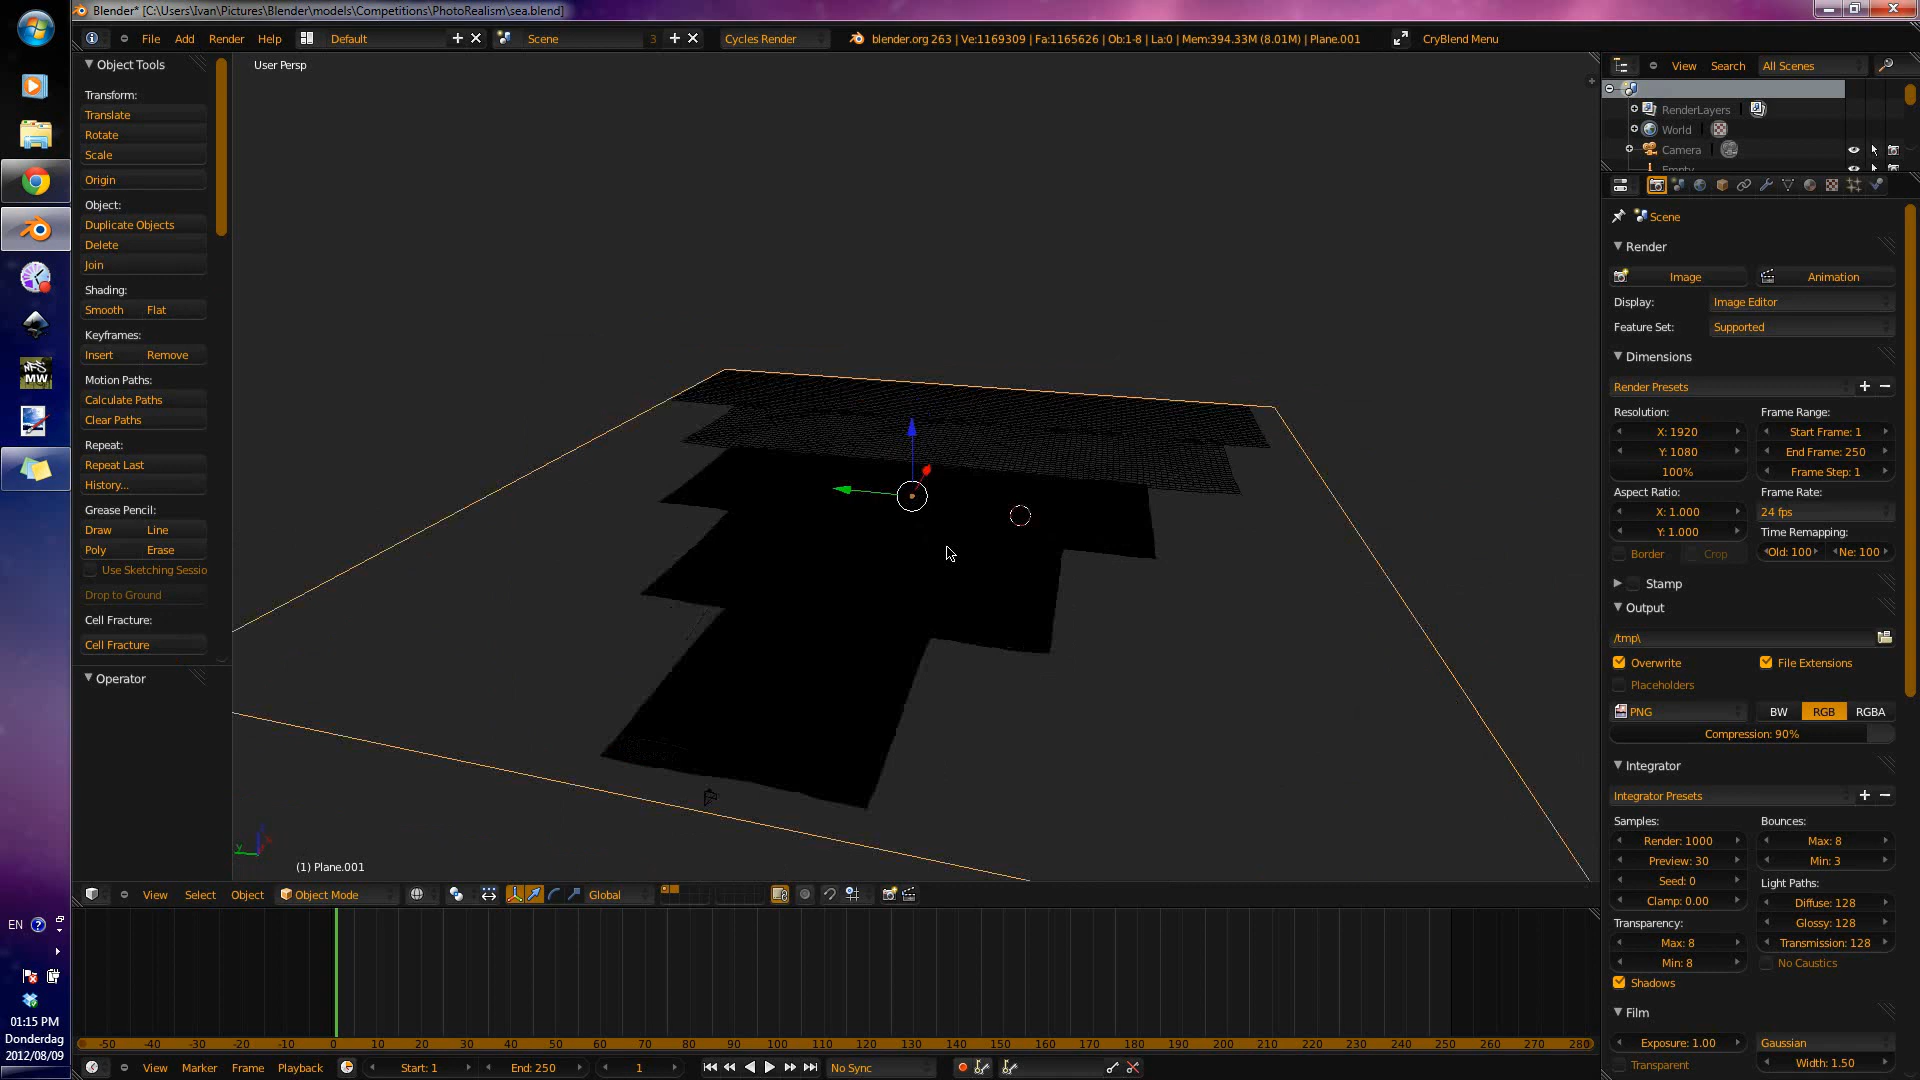 Blender* [C:\Users\Ivan\Pictures\Blender\models\Competitions\PhotoRealism\sea.blend]
File Add Render Help Default Scene 3 Cycles Render blender.org 263 | Ve:1169309 | Fa:1165626 | Ob:1-8 | La:0 | Mem:394.33M (8.01M) | Plane.001 CryBlend Menu
Object Tools
Transform:
Translate
Rotate
Scale
Origin
Object:
Duplicate Objects
Delete
Join
Shading:
Smooth Flat
Keyframes:
Insert Remove
Motion Paths:
Calculate Paths
Clear Paths
Repeat:
Repeat Last
History...
Grease Pencil:
Draw Line
Poly Erase
Use Sketching Sessio
Drop to Ground
Cell Fracture:
Cell Fracture
Operator
User Persp
y
(1) Plane.001
View Select Object Object Mode Global
-50 -40 -30 -20 -10 0 10 20 30 40 50 60 70 80 90 100 110 120 130 140 150 160 170 180 190 200 210 220 230 240 250 260 270 280
View Marker Frame Playback Start: 1 End: 250 1 No Sync
View Search All Scenes
RenderLayers
World
Camera
Empty
Scene
Render
Image Animation
Display: Image Editor
Feature Set: Supported
Dimensions
Render Presets
Resolution: Frame Range:
X: 1920 Start Frame: 1
Y: 1080 End Frame: 250
100% Frame Step: 1
Aspect Ratio: Frame Rate:
X: 1.000 24 fps
Y: 1.000 Time Remapping:
Border Crop Old: 100 Ne: 100
Stamp
Output
/tmp\
Overwrite File Extensions
Placeholders
PNG BW RGB RGBA
Compression: 90%
Integrator
Integrator Presets
Samples: Bounces:
Render: 1000 Max: 8
Preview: 30 Min: 3
Seed: 0 Light Paths:
Clamp: 0.00 Diffuse: 128
Transparency: Glossy: 128
Max: 8 Transmission: 128
Min: 8 No Caustics
Shadows
Film
Exposure: 1.00 Gaussian
Transparent Width: 1.50
NFS
MW
EN
01:15 PM
Donderdag
2012/08/09